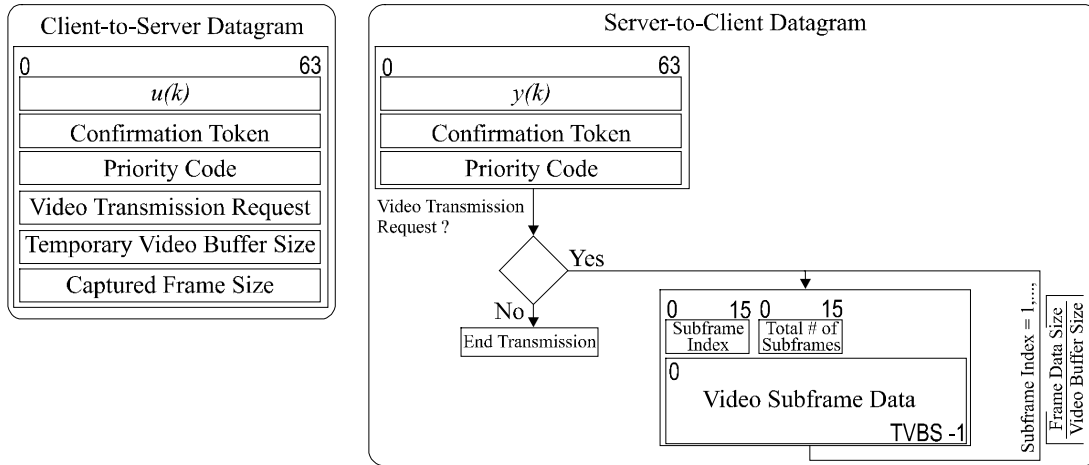 Client-to-Server Datagram
0 63
u(k)
Confirmation Token
Priority Code
Video Transmission Request
Temporary Video Buffer Size
Captured Frame Size
Server-to-Client Datagram
0 63
y(k)
Confirmation Token
Priority Code
Video Transmission
Request ?
Yes
No
End Transmission
0 15 0 15
Subframe
Index
Total # of
Subframes
0
Video Subframe Data
TVBS -1
Subframe Index = 1,...,
Frame Data Size
Video Buffer Size